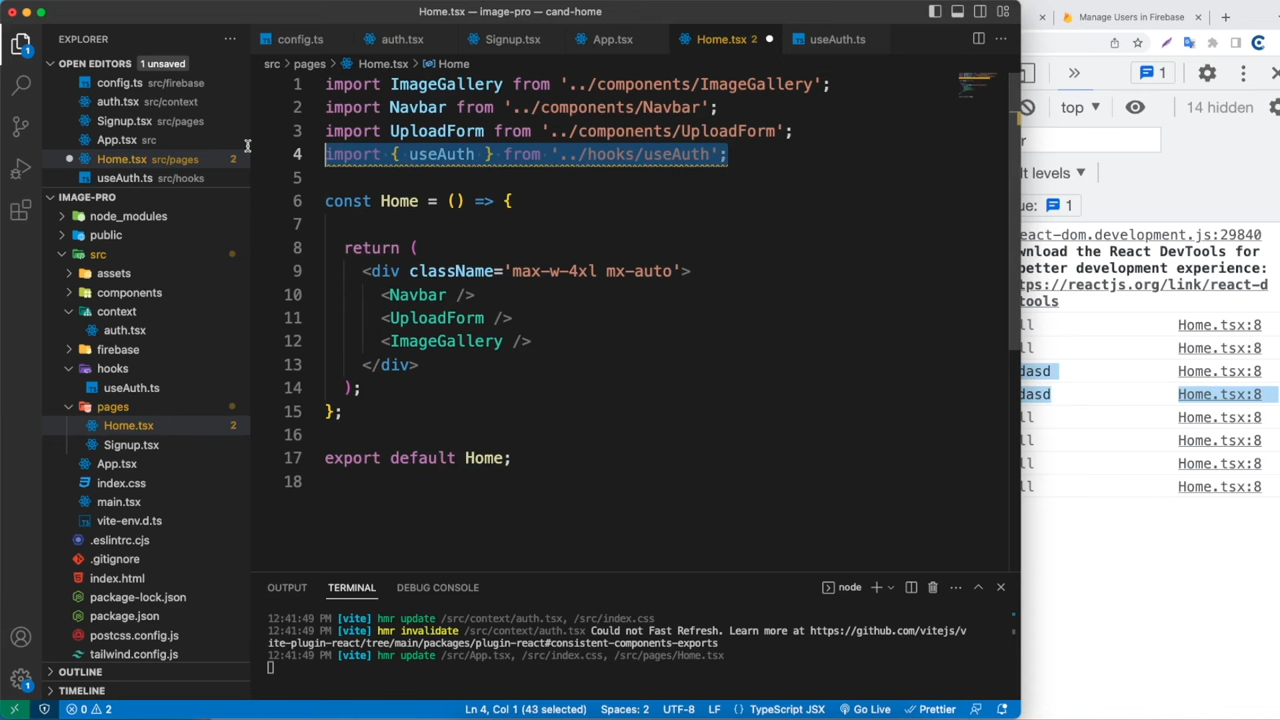 Home.tsx — image-pro • cand-home
Manage Users in Firebase
EXPLORER
config.ts
auth.tsx
Signup.tsx
App.tsx
Home.tsx 2
useAuth.ts
OPEN EDITORS 1 unsaved
src > pages > Home.tsx > Home
config.ts src/firebase
auth.tsx src/context
Signup.tsx src/pages
App.tsx src
Home.tsx src/pages 2
useAuth.ts src/hooks
IMAGE-PRO
node_modules
public
src
assets
components
context
auth.tsx
firebase
hooks
useAuth.ts
pages
Home.tsx 2
Signup.tsx
App.tsx
index.css
main.tsx
vite-env.d.ts
.eslintrc.cjs
.gitignore
index.html
package-lock.json
package.json
postcss.config.js
tailwind.config.js
OUTLINE
TIMELINE
1 import ImageGallery from '../components/ImageGallery';
2 import Navbar from '../components/Navbar';
3 import UploadForm from '../components/UploadForm';
4 import { useAuth } from '../hooks/useAuth';
5
6 const Home = () => {
7
8 return (
9 <div className='max-w-4xl mx-auto'>
10 <Navbar />
11 <UploadForm />
12 <ImageGallery />
13 </div>
14 );
15 };
16
17 export default Home;
18
OUTPUT TERMINAL DEBUG CONSOLE node
12:41:49 PM [vite] hmr update /src/context/auth.tsx, /src/index.css
12:41:49 PM [vite] hmr invalidate /src/context/auth.tsx Could not Fast Refresh. Learn more at https://github.com/vitejs/v
ite-plugin-react/tree/main/packages/plugin-react#consistent-components-exports
12:41:49 PM [vite] hmr update /src/App.tsx, /src/index.css, /src/pages/Home.tsx
0 2 Ln 4, Col 1 (43 selected) Spaces: 2 UTF-8 LF {} TypeScript JSX Go Live Prettier
1
top 14 hidden
r
lt levels
ue: 1
eact-dom.development.js:29840
wnload the React DevTools for
better development experience:
tps://reactjs.org/link/react-d
tools
ll Home.tsx:8
ll Home.tsx:8
dasd Home.tsx:8
dasd Home.tsx:8
ll Home.tsx:8
ll Home.tsx:8
ll Home.tsx:8
ll Home.tsx:8